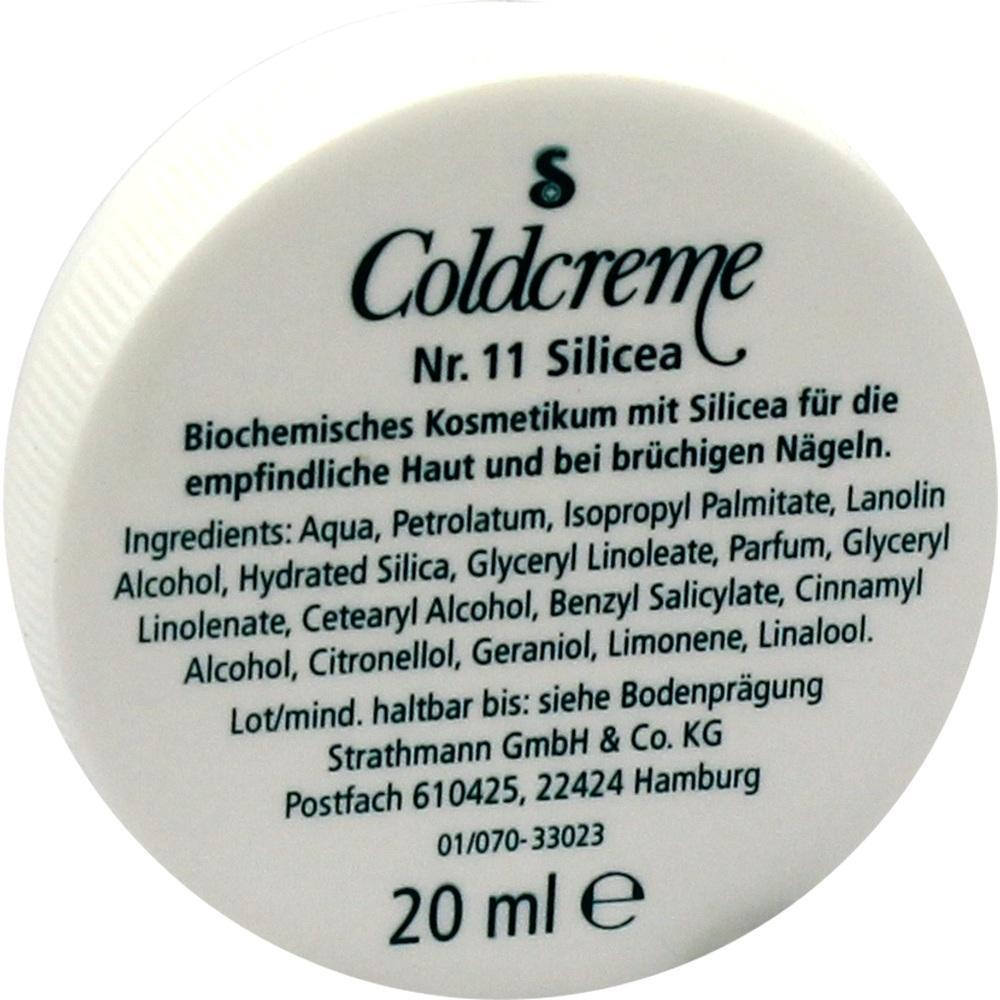 Coldcreme
Nr. 11 Silicea
Biochemisches Kosmetikum mit Silicea für die
empfindliche Haut und bei brüchigen Nägeln.
Ingredients: Aqua, Petrolatum, Isopropyl Palmitate, Lanolin
Alcohol, Hydrated Silica, Glyceryl Linoleate, Parfum, Glyceryl
Linolenate, Cetearyl Alcohol, Benzyl Salicylate, Cinnamyl
Alcohol, Citronellol, Geraniol, Limonene, Linalool.
Lot/mind. haltbar bis: siehe Bodenprägung
Strathmann GmbH & Co. KG
Postfach 610425, 22424 Hamburg
01/070-33023
20 ml ℮